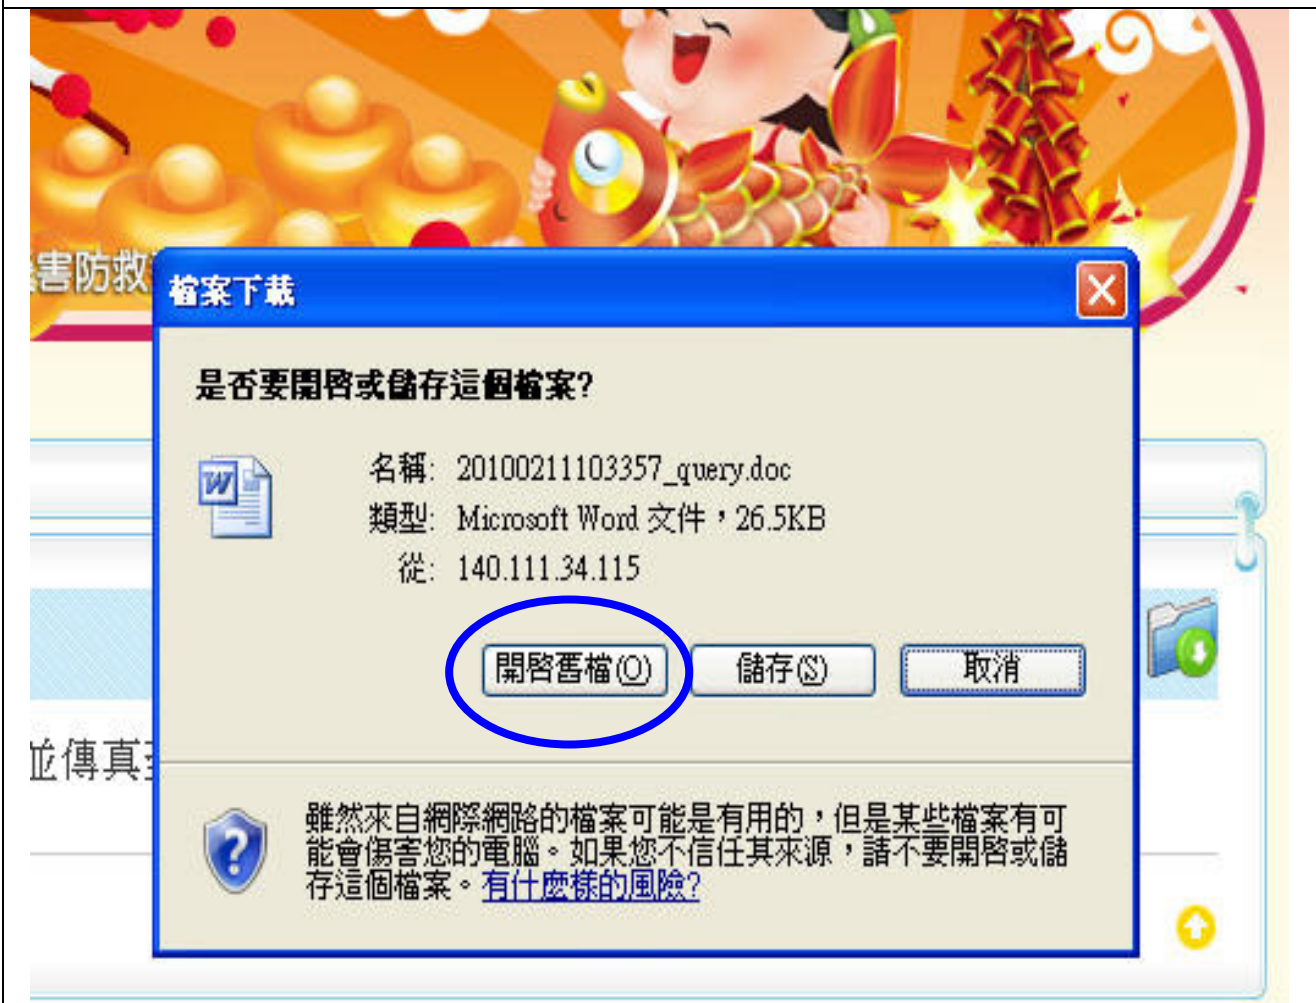 害防救
檔案下載
是否要開啓或儲存這個檔案?
名稱: 20100211103357_query.doc
類型: Microsoft Word 文件，26.5KB
從: 140.111.34.115
開啓舊檔(O) 儲存(S) 取消
並傳真
雖然來自網際網路的檔案可能是有用的，但是某些檔案有可
能會傷害您的電腦。如果您不信任其來源，請不要開啓或儲
存這個檔案。有什麼樣的風險?